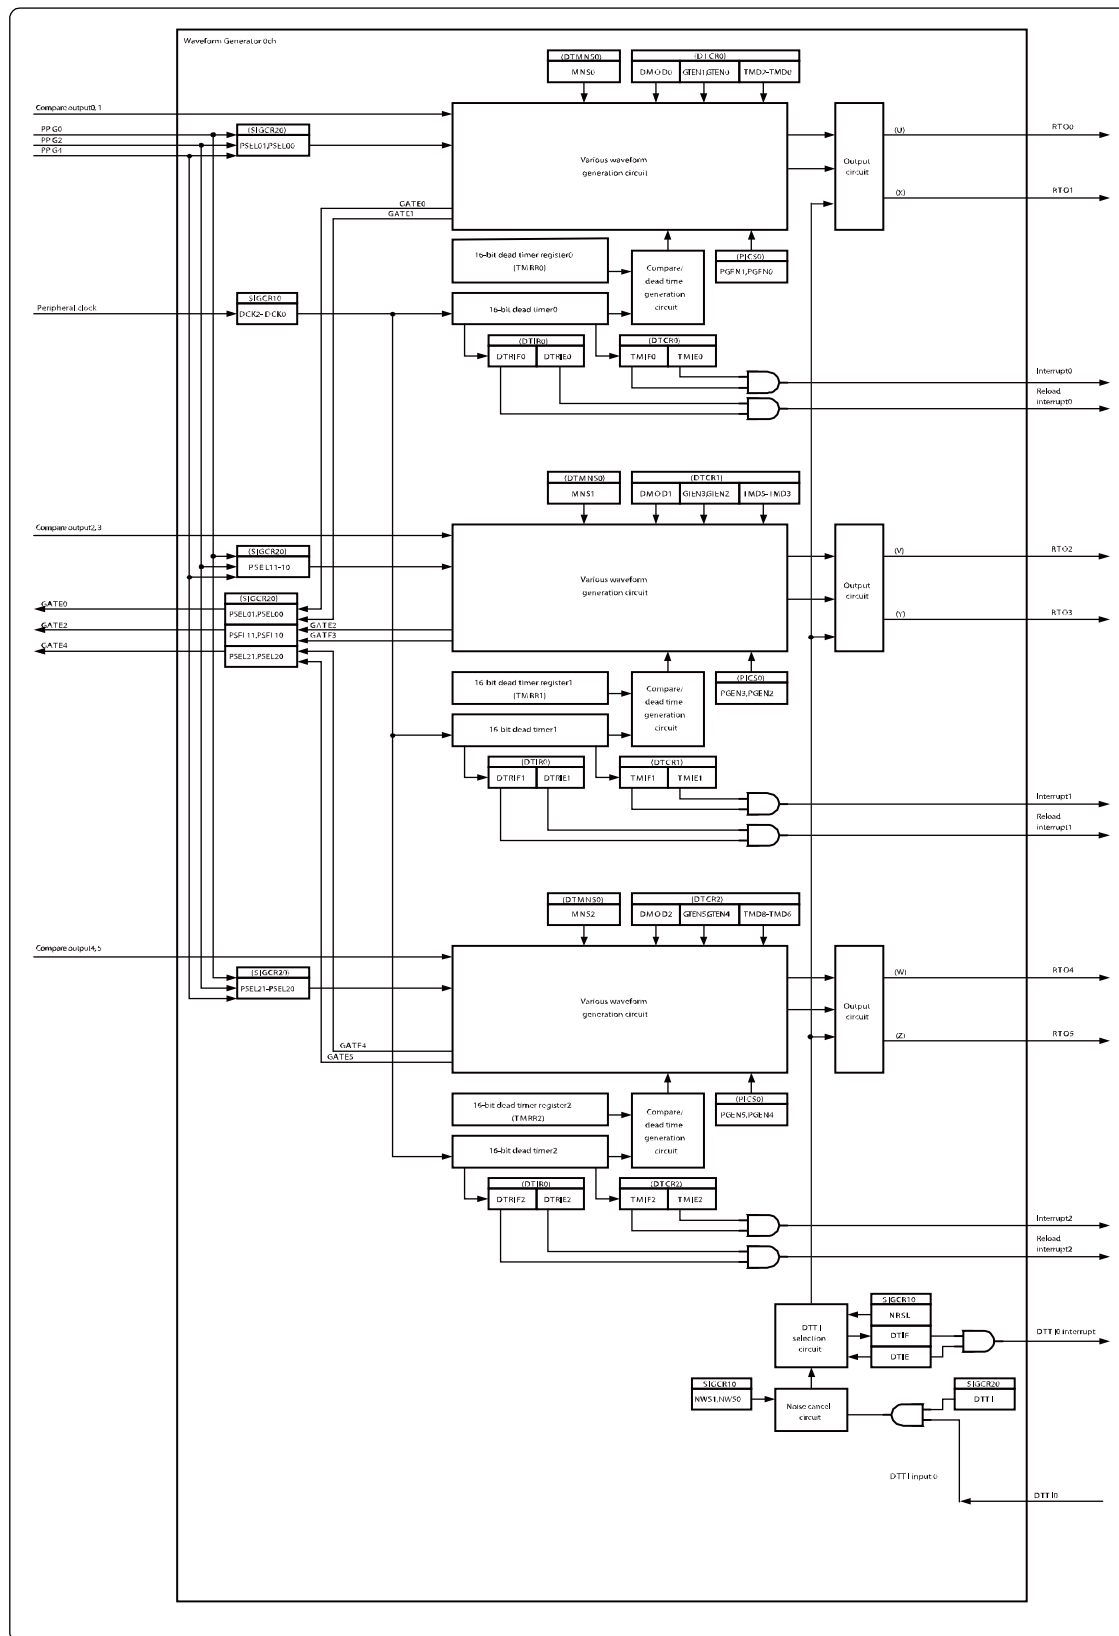 Waveform Generator 0ch
(DTMNS0)
MNS0
(DTCR0)
DMOD0
GTEN1,GTEN0
TMD2-TMD0
Compare output0, 1
PPG0
PPG2
PPG4
(SIGCR20)
PSEL01,PSEL00
Various waveform
generation circuit
Output
circuit
(U)
RTO0
(X)
RTO1
GATE0
GATE1
16-bit dead timer register0
(TMRR0)
Compare/
dead time
generation
circuit
(PICS0)
PGEN1,PGEN0
Peripheral clock
SIGCR10
DCK2-DCK0
16-bit dead timer0
(DTIR0)
DTRIF0
DTRIE0
(DTCR0)
TMIF0
TMIE0
Interrupt0
Reload
interrupt0
(DTMNS0)
MNS1
(DTCR1)
DMOD1
GTEN3,GTEN2
TMD5-TMD3
Compare output2, 3
(SIGCR20)
PSEL11-10
Various waveform
generation circuit
Output
circuit
(V)
RTO2
(Y)
RTO3
GATE0
GATE2
GATE4
(SIGCR20)
PSEL01,PSEL00
PSEL11,PSEL10
PSEL21,PSEL20
GATE2
GATE3
16-bit dead timer register1
(TMRR1)
Compare/
dead time
generation
circuit
(PICS0)
PGEN3,PGEN2
16-bit dead timer1
(DTIR0)
DTRIF1
DTRIE1
(DTCR1)
TMIF1
TMIE1
Interrupt1
Reload
interrupt1
(DTMNS0)
MNS2
(DTCR2)
DMOD2
GTEN5,GTEN4
TMD8-TMD6
Compare output4, 5
(SIGCR20)
PSEL21-PSEL20
Various waveform
generation circuit
Output
circuit
(W)
RTO4
(Z)
RTO5
GATE4
GATE5
16-bit dead timer register2
(TMRR2)
Compare/
dead time
generation
circuit
(PICS0)
PGEN5,PGEN4
16-bit dead timer2
(DTIR0)
DTRIF2
DTRIE2
(DTCR2)
TMIF2
TMIE2
Interrupt2
Reload
interrupt2
DTTI
selection
circuit
SIGCR10
NRSL
DTIF
DTIE
DTTI0 interrupt
SIGCR10
NWS1,NWS0
Noise cancel
circuit
SIGCR20
DTTI
DTTI input 0
DTTI0